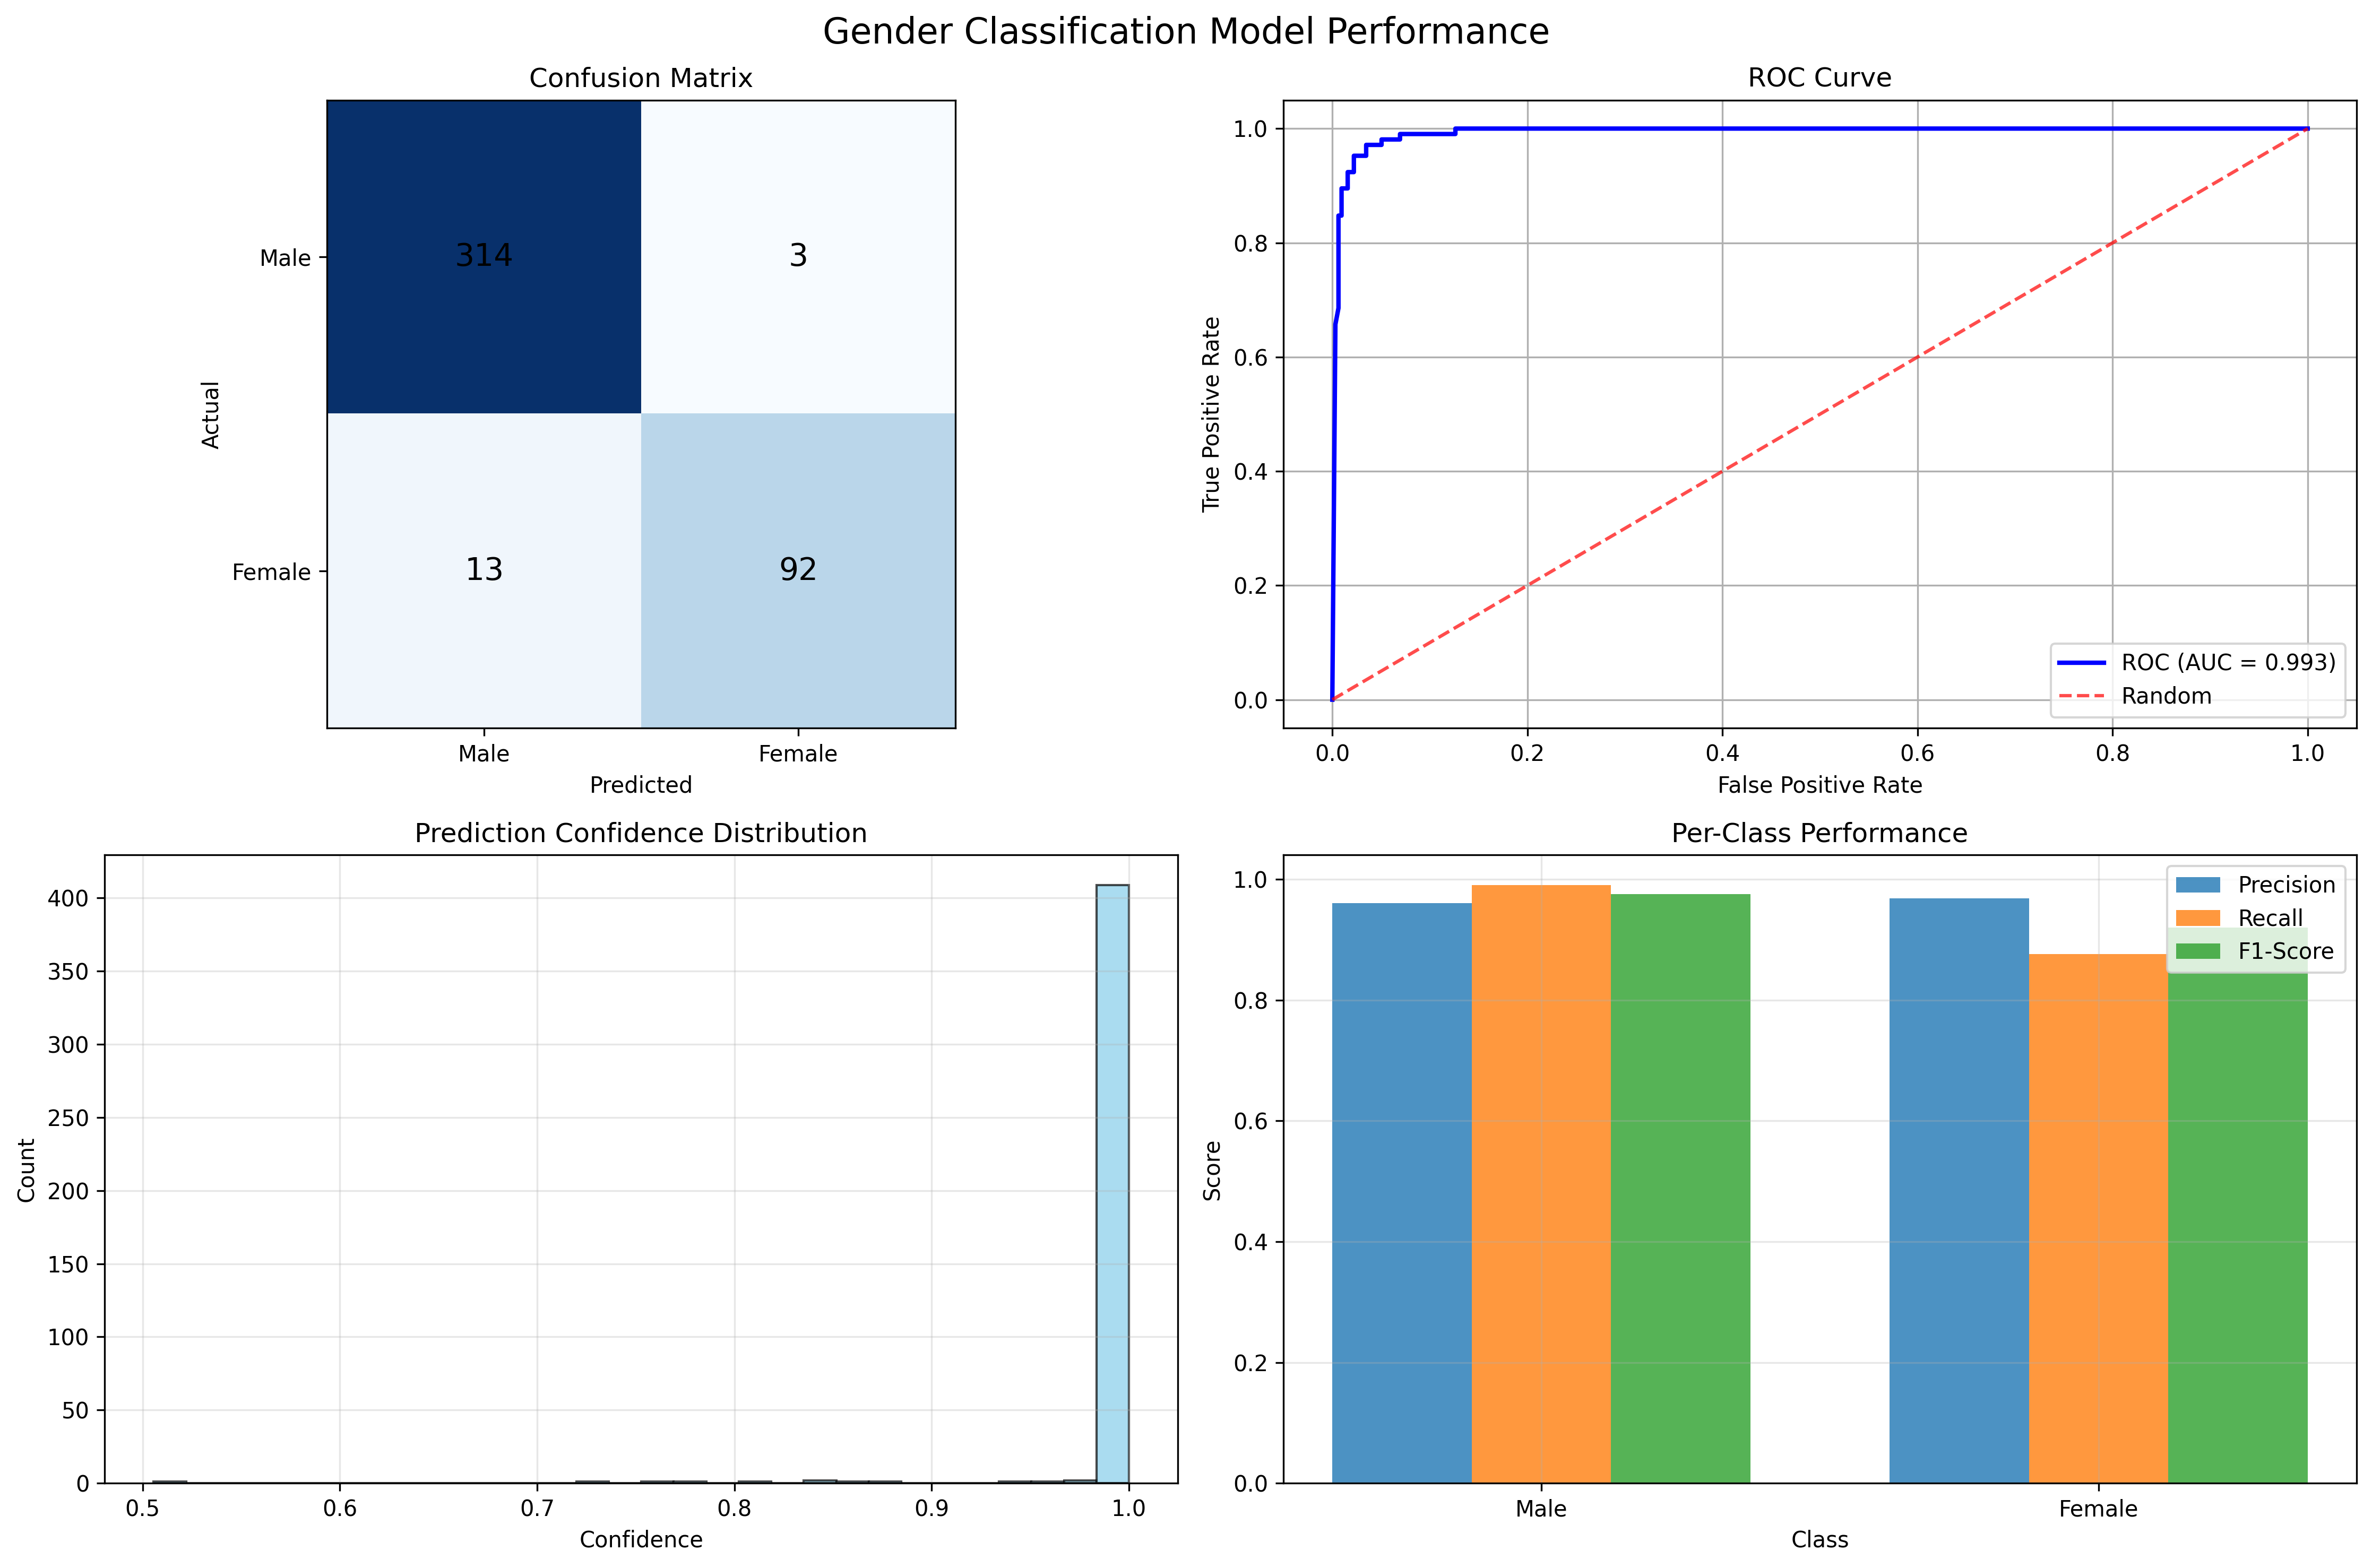 Gender Classification Model Performance
Confusion Matrix
Male
314
3
Actual
Female
13
92
Male
Female
Predicted
ROC Curve
1.0
0.8
0.6
0.4
0.2
0.0
True Positive Rate
ROC (AUC = 0.993)
Random
0.0 0.2 0.4 0.6 0.8 1.0
False Positive Rate
Prediction Confidence Distribution
400
350
300
250
200
150
100
50
0
Count
0.5 0.6 0.7 0.8 0.9 1.0
Confidence
Per-Class Performance
1.0
0.8
0.6
0.4
0.2
0.0
Score
Precision
Recall
F1-Score
Male
Female
Class